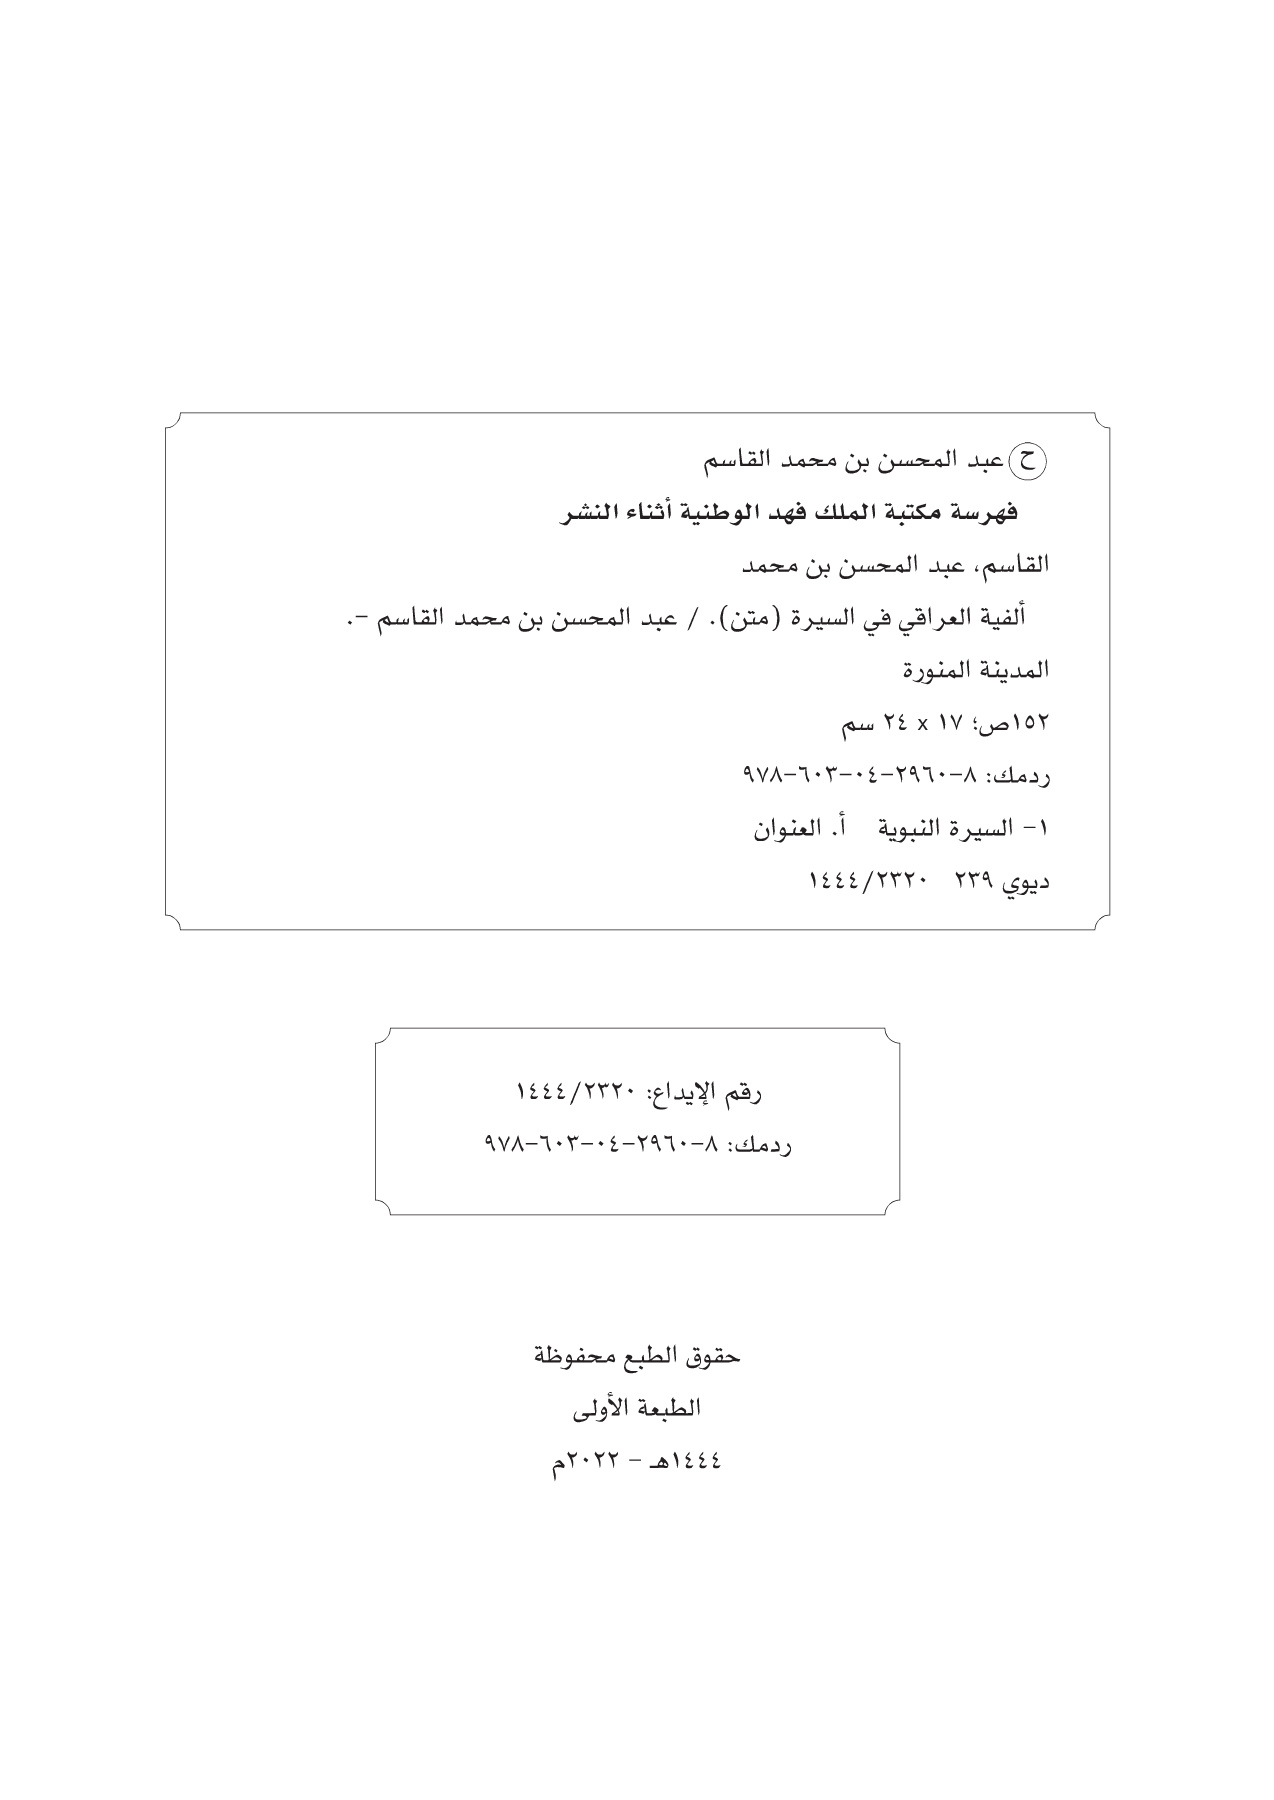 ح عبد المحسن بن محمد القاسم
فهرسة مكتبة الملك فهد الوطنية أثناء النشر
القاسم، عبد المحسن بن محمد
ألفية العراقي في السيرة (متن). / عبد المحسن بن محمد القاسم -.
المدينة المنورة
١٥٢ص؛ ١٧ x ٢٤ سم
ردمك: ٨-٢٩٦٠-٠٤-٦٠٣-٩٧٨
١- السيرة النبوية أ. العنوان
ديوي ٢٣٩ ١٤٤٤/٢٣٢٠
رقم الإيداع: ١٤٤٤/٢٣٢٠
ردمك: ٨-٢٩٦٠-٠٤-٦٠٣-٩٧٨
حقوق الطبع محفوظة
الطبعة الأولى
١٤٤٤هـ - ٢٠٢٢م